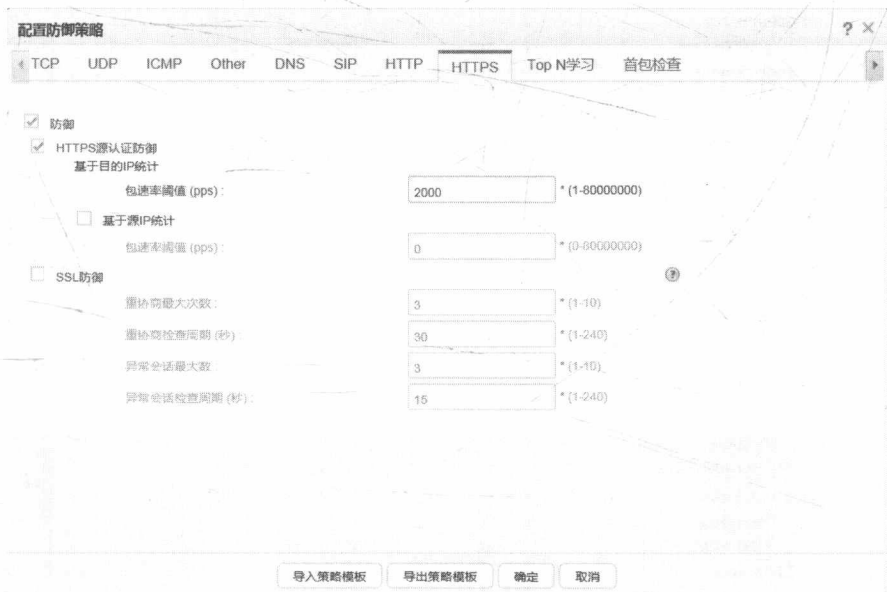 配置防御策略 ? ×
TCP UDP ICMP Other DNS SIP HTTP HTTPS Top N学习 首包检查
防御
HTTPS源认证防御
基于目的IP统计
包速率阈值 (pps) : 2000 * (1-80000000)
基于源IP统计
包速率阈值 (pps) : 0 * (0-80000000)
SSL防御 ?
重协商最大次数 : 3 * (1-10)
重协商检查周期 (秒) : 30 * (1-240)
异常会话最大数 : 3 * (1-10)
异常会话检查周期 (秒) : 15 * (1-240)
导入策略模板 导出策略模板 确定 取消